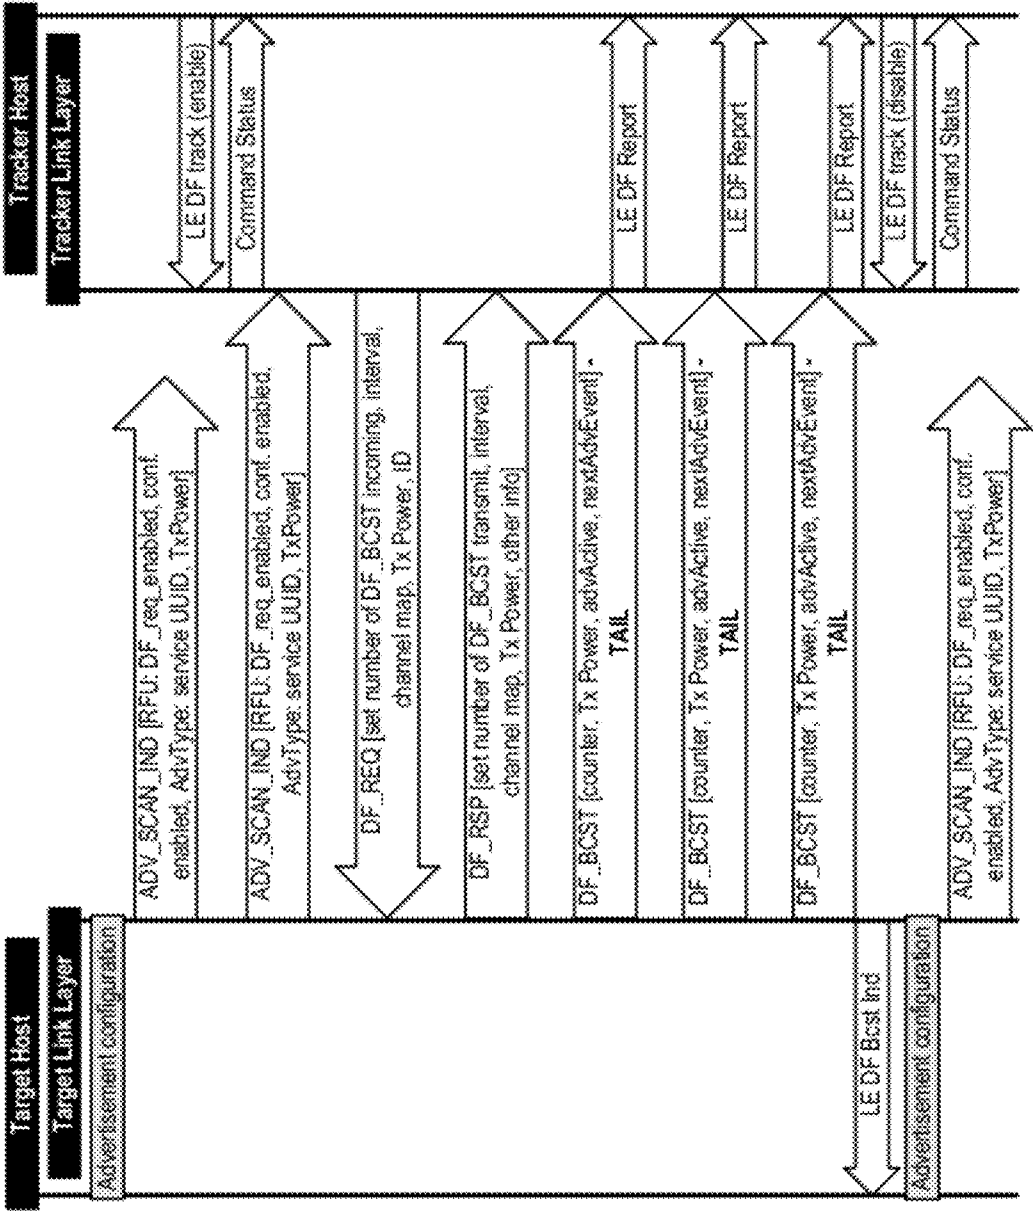 Target Host
Target Link Layer
Tracker Host
Tracker Link Layer
Advertisement configuration
ADV_SCAN_IND [RFU: DF_req_enabled, conf.
enabled, AdvType: service UUID, TxPower]
LE DF track (enable)
Command Status
ADV_SCAN_IND [RFU: DF_req_enabled, conf. enabled,
AdvType: service UUID, TxPower]
DF_REQ [set number of DF_BCST incoming, interval,
channel map, Tx Power, ID
DF_RSP [set number of DF_BCST transmit, interval,
channel map, Tx Power, other info]
DF_BCST [counter, Tx Power, advActive, nextAdvEvent] -
TAIL
LE DF Report
DF_BCST [counter, Tx Power, advActive, nextAdvEvent] -
TAIL
LE DF Report
DF_BCST [counter, Tx Power, advActive, nextAdvEvent] -
TAIL
LE DF Report
LE DF Bcst Ind
LE DF track (disable)
Advertisement configuration
Command Status
ADV_SCAN_IND [RFU: DF_req_enabled, conf.
enabled, AdvType: service UUID, TxPower]